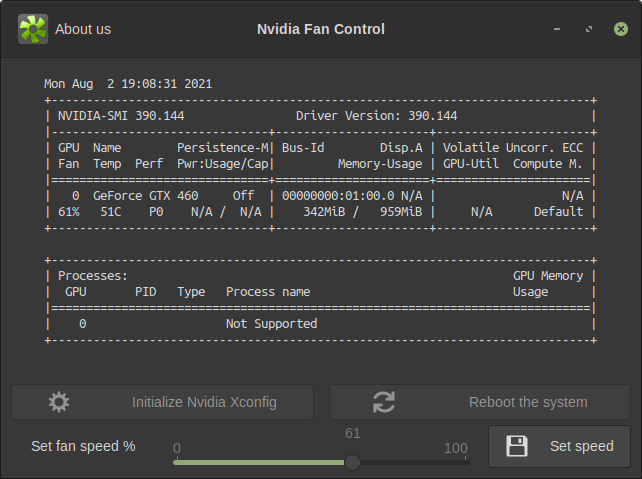 About us
Nvidia Fan Control
Mon Aug  2 19:08:31 2021
+-----------------------------------------------------------------------------+
| NVIDIA-SMI 390.144                Driver Version: 390.144                   |
|-------------------------------+----------------------+----------------------+
| GPU  Name        Persistence-M| Bus-Id        Disp.A | Volatile Uncorr. ECC |
| Fan  Temp  Perf  Pwr:Usage/Cap|         Memory-Usage | GPU-Util  Compute M. |
|===============================+======================+======================|
|   0  GeForce GTX 460     Off  | 00000000:01:00.0 N/A |                  N/A |
| 61%   51C    P0    N/A /  N/A |    342MiB /   959MiB |     N/A      Default |
+-------------------------------+----------------------+----------------------+
+-----------------------------------------------------------------------------+
| Processes:                                                       GPU Memory |
|  GPU       PID   Type   Process name                             Usage      |
|=============================================================================|
|    0                    Not Supported                                       |
+-----------------------------------------------------------------------------+
Initialize Nvidia Xconfig
Reboot the system
Set fan speed %
0
61
100
Set speed